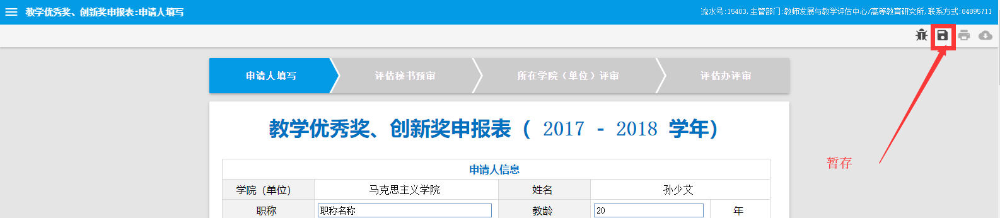 教学优秀奖、创新奖申报表:申请人填写
流水号:15403,主管部门:教师发展与教学评估中心/高等教育研究所,联系方式:84895711
申请人填写 评估秘书预审 所在学院（单位）评审 评估办评审
教学优秀奖、创新奖申报表（ 2017 - 2018 学年）
暂存
申请人信息
学院（单位） 马克思主义学院 姓名 孙少艾
职称 职称名称 教龄 20 年